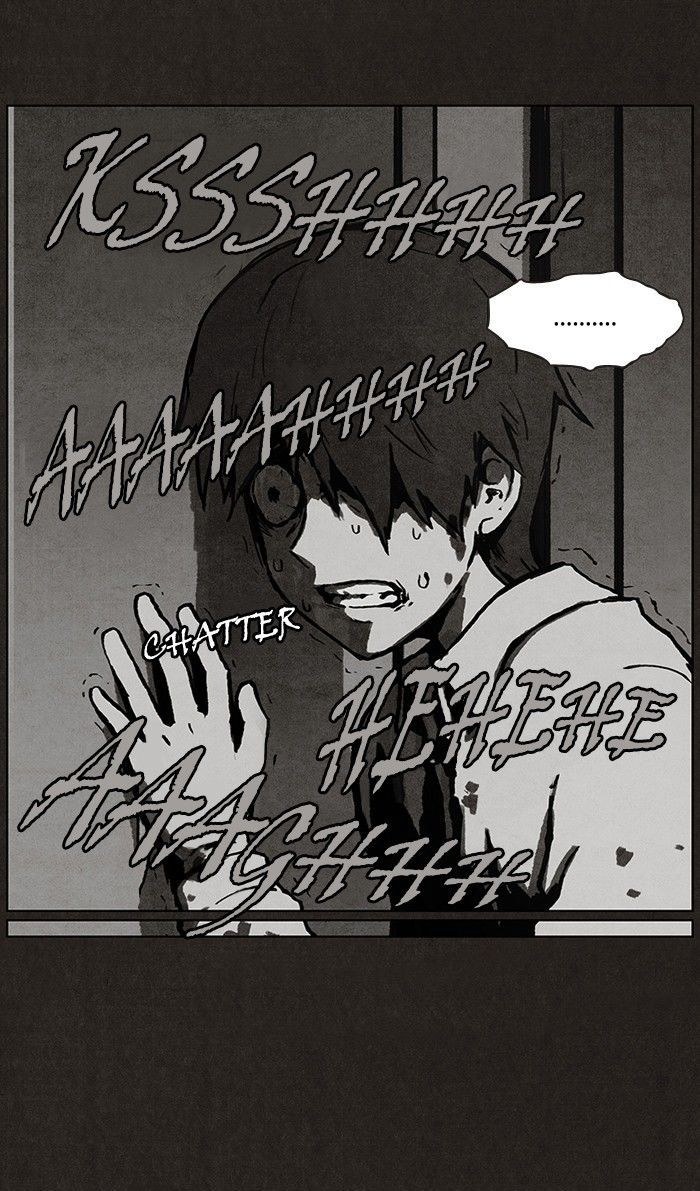 KSSSHHHH
..........
AAAAAHHHH
CHATTER
HEHEHE
AAAGHHH